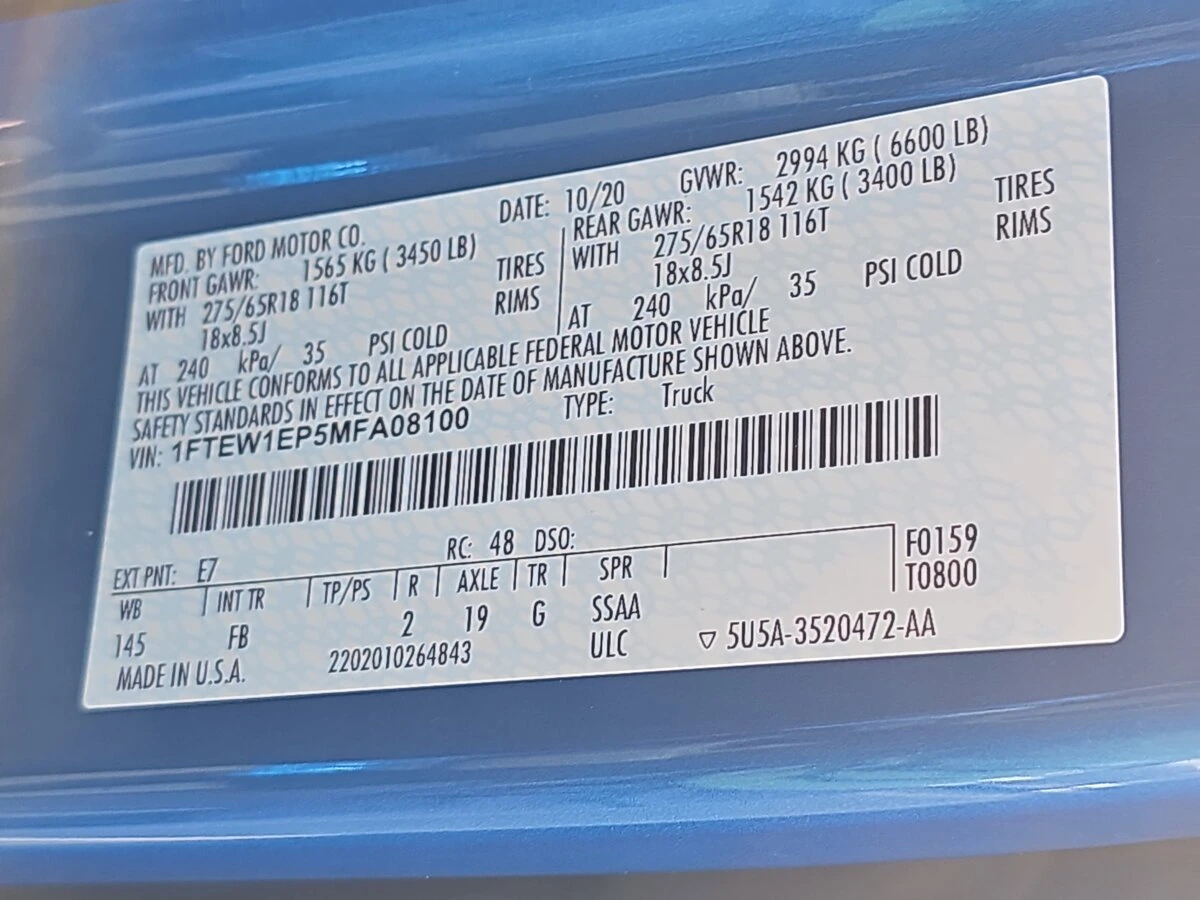 MFD. BY FORD MOTOR CO.
DATE: 10/20 GVWR: 2994 KG ( 6600 LB)
FRONT GAWR: 1565 KG ( 3450 LB)
WITH 275/65R18 116T TIRES
18x8.5J RIMS
AT 240 kPa/ 35 PSI COLD
REAR GAWR: 1542 KG ( 3400 LB)
WITH 275/65R18 116T TIRES
18x8.5J RIMS
AT 240 kPa/ 35 PSI COLD
THIS VEHICLE CONFORMS TO ALL APPLICABLE FEDERAL MOTOR VEHICLE
SAFETY STANDARDS IN EFFECT ON THE DATE OF MANUFACTURE SHOWN ABOVE.
VIN: 1FTEW1EP5MFA08100 TYPE: Truck
EXT PNT: E7 RC: 48 DSO:
WB INT TR TP/PS R AXLE TR SPR F0159
145 FB 2 19 G SSAA T0800
MADE IN U.S.A. 2202010264843 ULC ▽ 5U5A-3520472-AA